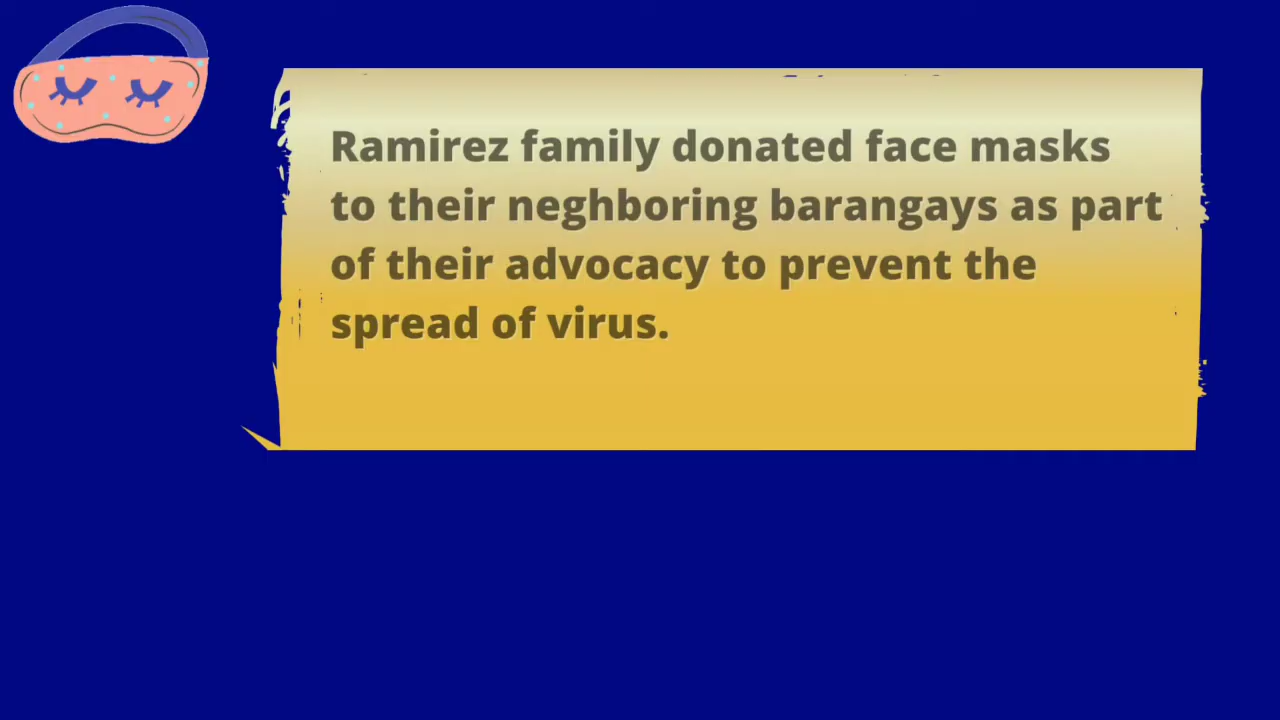 Ramirez family donated face masks
to their neghboring barangays as part
of their advocacy to prevent the
spread of virus.